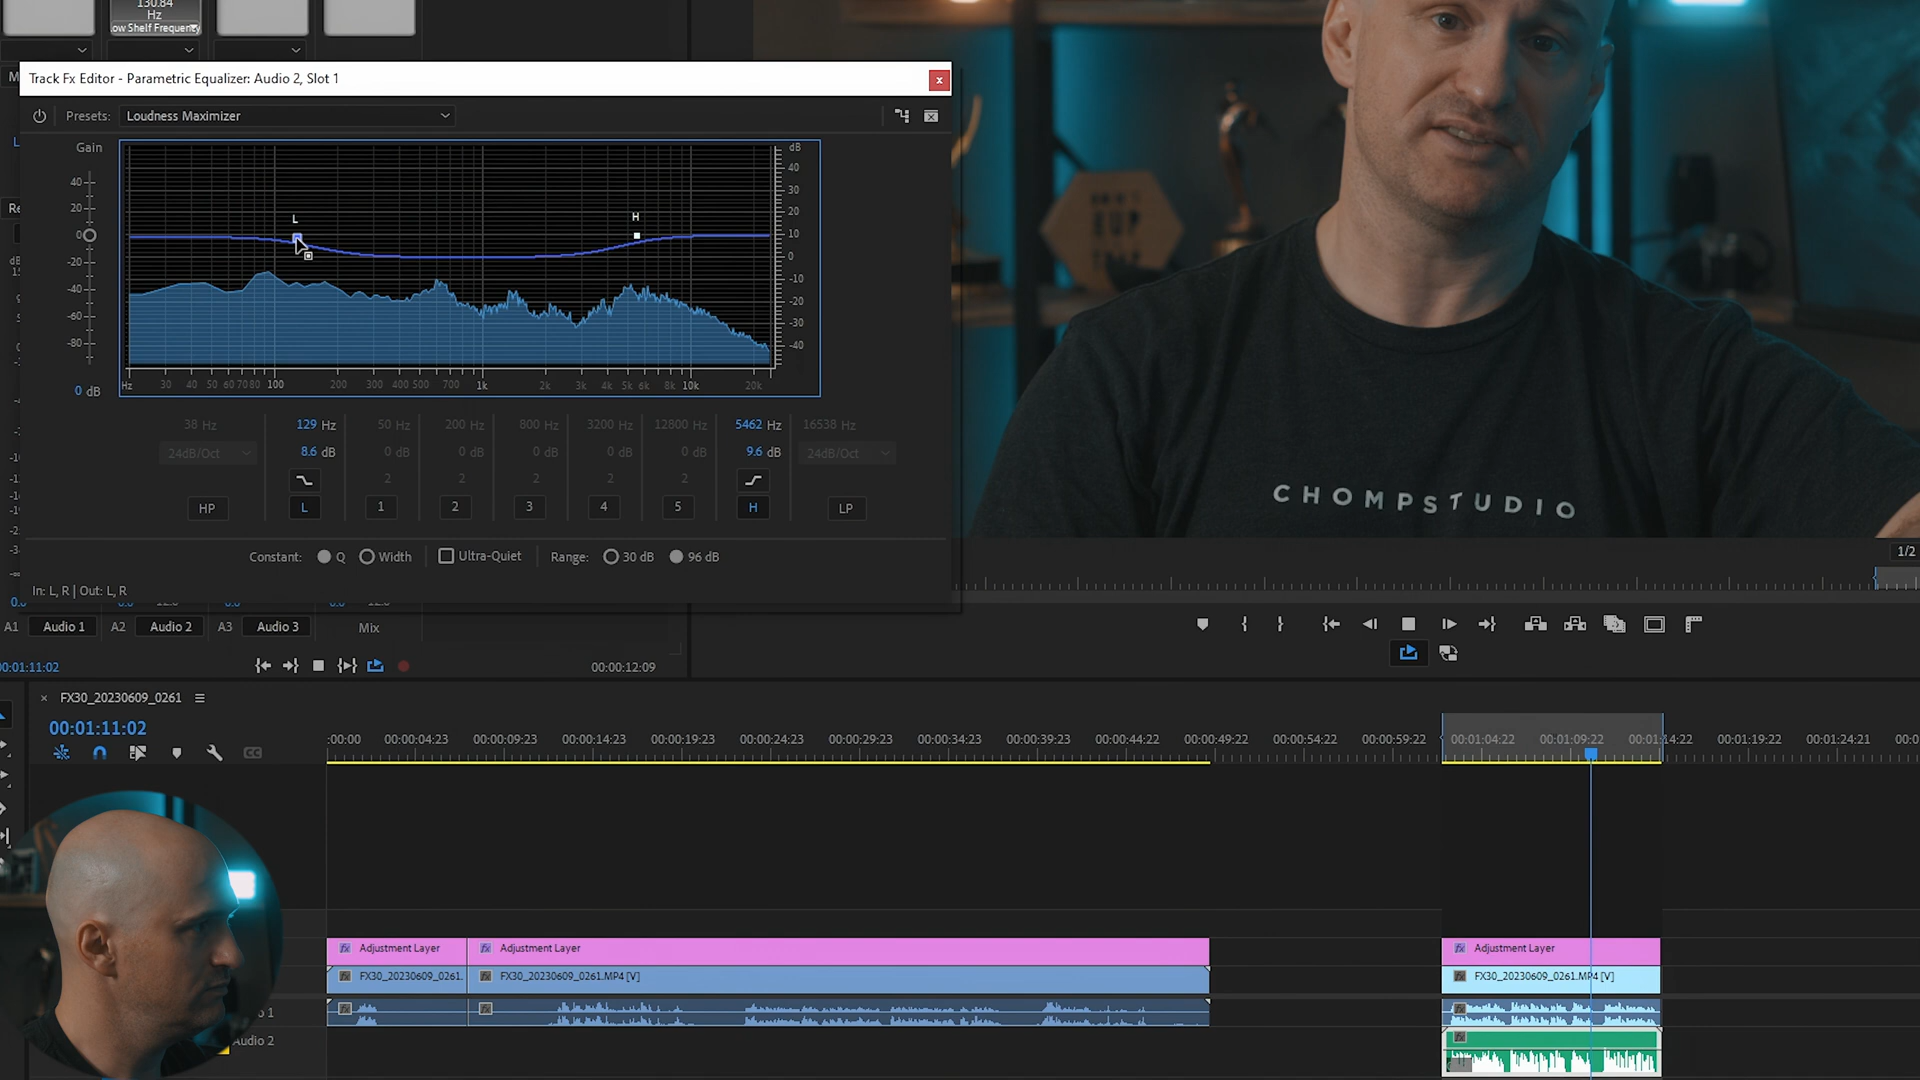 130.84
Hz
ow Shelf Frequency
Track Fx Editor - Parametric Equalizer: Audio 2, Slot 1
x
Presets: Loudness Maximizer
Gain
dB
40
30
20
10
0
-10
-20
-30
-40
40
20
0
-20
-40
-60
-80
0 dB
L
H
Hz 30 40 50 60 70 80 100 200 300 400 500 700 1k 2k 3k 4k 5k 6k 8k 10k 20k
38 Hz 129 Hz 50 Hz 200 Hz 800 Hz 3200 Hz 12800 Hz 5462 Hz 16538 Hz
24dB/Oct 8.6 dB 0 dB 0 dB 0 dB 0 dB 0 dB 9.6 dB 24dB/Oct
2 2 2 2 2
HP L 1 2 3 4 5 H LP
Constant: Q Width Ultra-Quiet Range: 30 dB 96 dB
In: L, R | Out: L, R
A1 Audio 1 A2 Audio 2 A3 Audio 3 Mix
00:01:11:02
00:00:12:09
CHOMPSTUDIO
1/2
× FX30_20230609_0261
00:01:11:02
CC
:00:00 00:00:04:23 00:00:09:23 00:00:14:23 00:00:19:23 00:00:24:23 00:00:29:23 00:00:34:23 00:00:39:23 00:00:44:22 00:00:49:22 00:00:54:22 00:00:59:22 00:01:04:22 00:01:09:22 00:01:14:22 00:01:19:22 00:01:24:21 00:0
fx Adjustment Layer fx Adjustment Layer fx Adjustment Layer
fx FX30_20230609_0261. fx FX30_20230609_0261.MP4 [V] fx FX30_20230609_0261.MP4 [V]
o 1
Audio 2